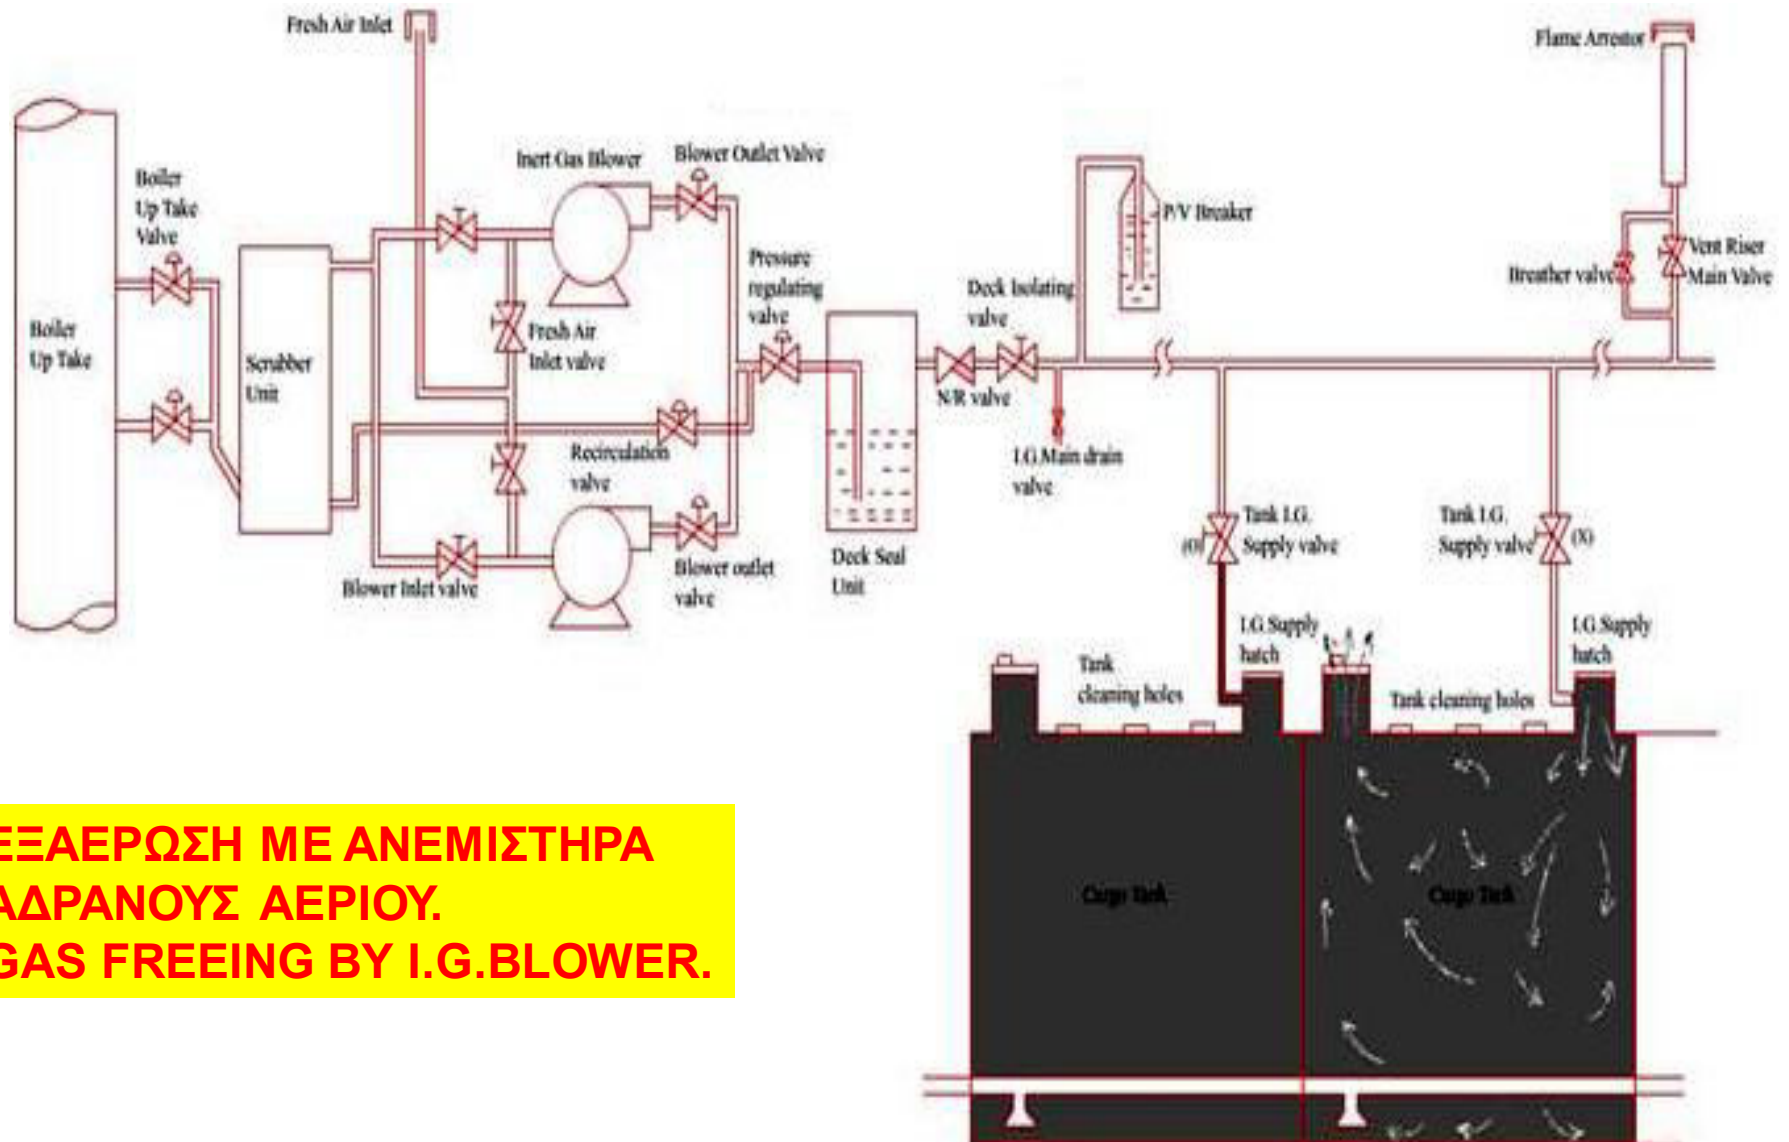 Fresh Air Inlet
Flame Arrestor
Inert Gas Blower
Blower Outlet Valve
Boiler
Up Take
Valve
P/V Breaker
Pressure
regulating
valve
Deck Isolating
valve
Breather valve
Vent Riser
Main Valve
Boiler
Up Take
Scrubber
Unit
Fresh Air
Inlet valve
N/R valve
I.G.Main drain
valve
Recirculation
valve
Blower Inlet valve
Blower outlet
valve
Deck Seal
Unit
Tank I.G.
Supply valve
(O)
Tank I.G.
Supply valve
(X)
I.G.Supply
hatch
I.G.Supply
hatch
Tank
cleaning holes
Tank cleaning holes
Cargo Tank
Cargo Tank
ΕΞΑΕΡΩΣΗ ΜΕ ΑΝΕΜΙΣΤΗΡΑ
ΑΔΡΑΝΟΥΣ ΑΕΡΙΟΥ.
GAS FREEING BY I.G.BLOWER.